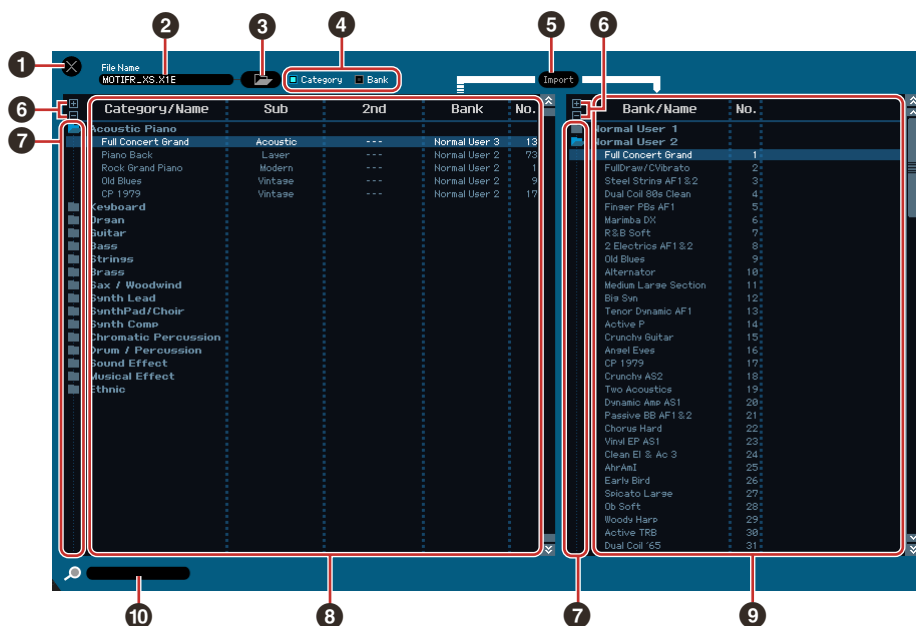 2 3 4 5 6
1
File Name
MOTIFR_XS.X1E
Category Bank
Import
6
7
Category/Name Sub 2nd Bank No.
Acoustic Piano
Full Concert Grand Acoustic --- Normal User 3 13
Piano Back Layer --- Normal User 2 73
Rock Grand Piano Modern --- Normal User 2 1
Old Blues Vintage --- Normal User 2 9
CP 1979 Vintage --- Normal User 2 17
Keyboard
Organ
Guitar
Bass
Strings
Brass
Sax / Woodwind
Synth Lead
SynthPad/Choir
Synth Comp
Chromatic Percussion
Drum / Percussion
Sound Effect
Musical Effect
Ethnic
Bank/Name No.
Normal User 1
Normal User 2
Full Concert Grand 1
FullDraw/CVibrato 2
Steel String AF1&2 3
Dual Coil 80s Clean 4
Finger PBs AF1 5
Marimba DX 6
R&B Soft 7
2 Electrics AF1&2 8
Old Blues 9
Alternator 10
Medium Large Section 11
Big Syn 12
Tenor Dynamic AF1 13
Active P 14
Crunchy Guitar 15
Angel Eyes 16
CP 1979 17
Crunchy AS2 18
Two Acoustics 19
Dynamic Amp AS1 20
Passive BB AF1&2 21
Chorus Hard 22
Vinyl EP AS1 23
Clean El & Ac 3 24
AhrAmI 25
Early Bird 26
Spicato Large 27
Ob Soft 28
Woody Harp 29
Active TRB 30
Dual Coil '65 31
10 8 7 9